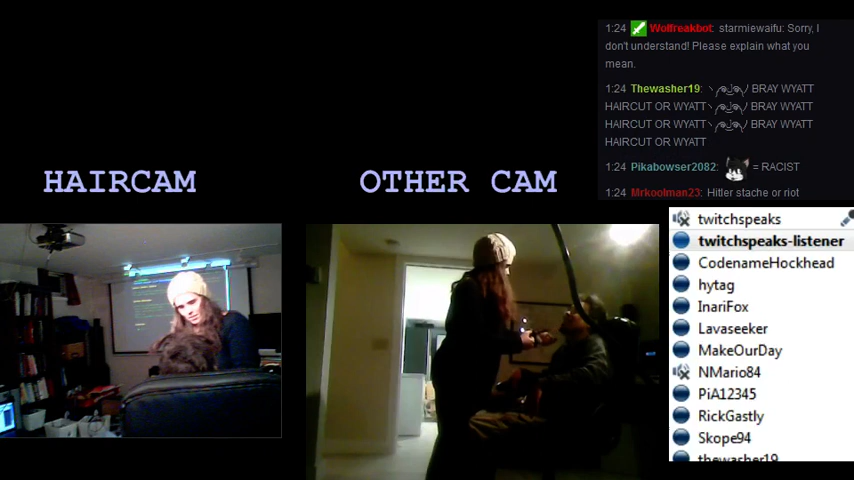 1:24 Wolfreakbot: starmiewaifu: Sorry, I
don't understand! Please explain what you
mean.
1:24 Thewasher19: BRAY WYATT
HAIRCUT OR WYATT BRAY WYATT
HAIRCUT OR WYATT BRAY WYATT
HAIRCUT OR WYATT
1:24 Pikabowser2082: = RACIST
1:24 Mrkoolman23: Hitler stache or riot
HAIRCAM
OTHER CAM
twitchspeaks
twitchspeaks-listener
CodenameHockhead
hytag
InariFox
Lavaseeker
MakeOurDay
NMario84
PiA12345
RickGastly
Skope94
thewasher19